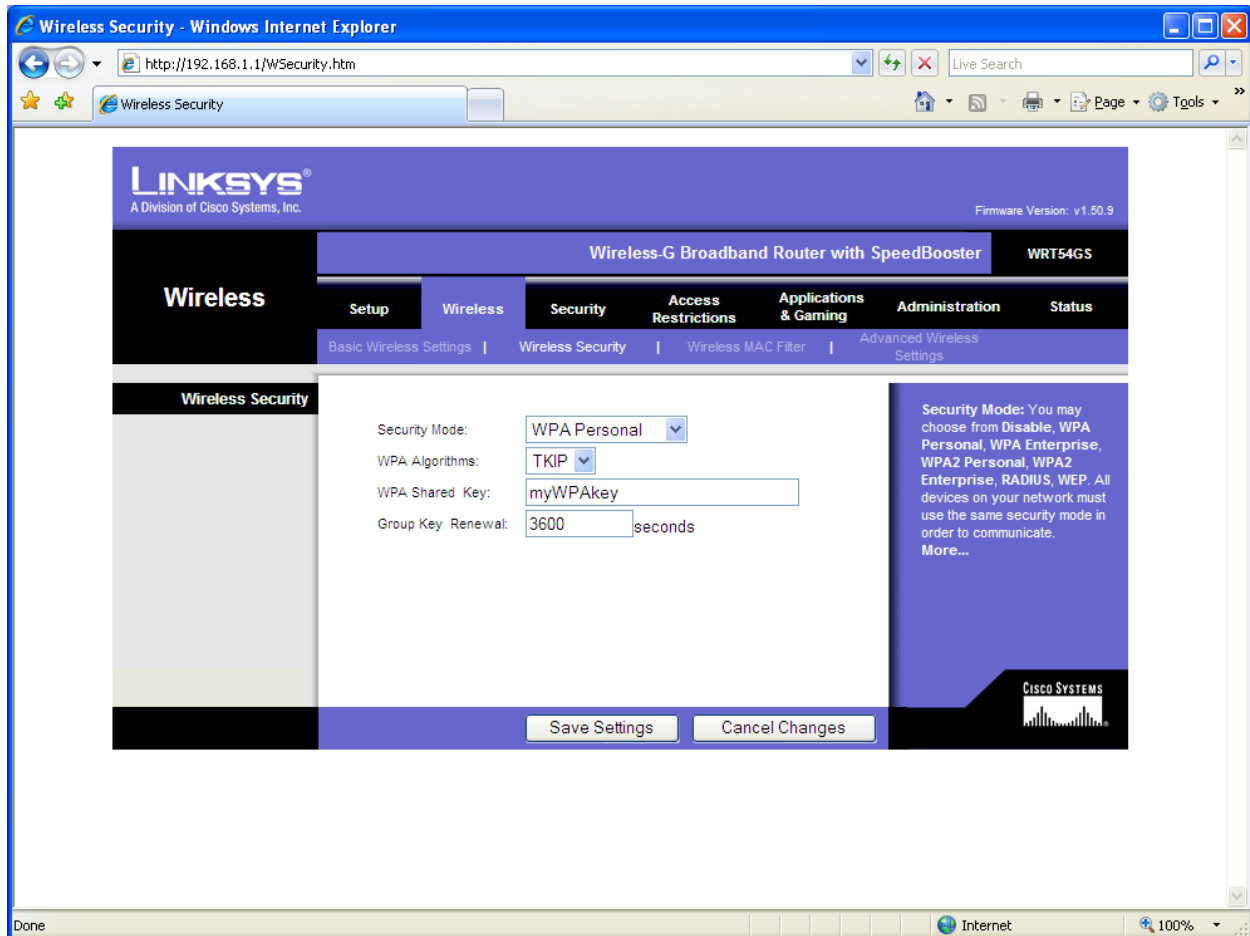 Wireless Security - Windows Internet Explorer
http://192.168.1.1/WSecurity.htm
Live Search
Wireless Security
Page
Tools
»
LINKSYS®
A Division of Cisco Systems, Inc.
Firmware Version: v1.50.9
Wireless-G Broadband Router with SpeedBooster
WRT54GS
Wireless
Setup
Wireless
Security
Access Restrictions
Applications & Gaming
Administration
Status
Basic Wireless Settings |
Wireless Security |
Wireless MAC Filter |
Advanced Wireless Settings
Wireless Security
Security Mode: WPA Personal
WPA Algorithms: TKIP
WPA Shared Key: myWPAkey
Group Key Renewal: 3600 seconds
Security Mode: You may
choose from Disable, WPA
Personal, WPA Enterprise,
WPA2 Personal, WPA2
Enterprise, RADIUS, WEP. All
devices on your network must
use the same security mode in
order to communicate.
More...
CISCO SYSTEMS
Save Settings
Cancel Changes
Done
Internet
100%